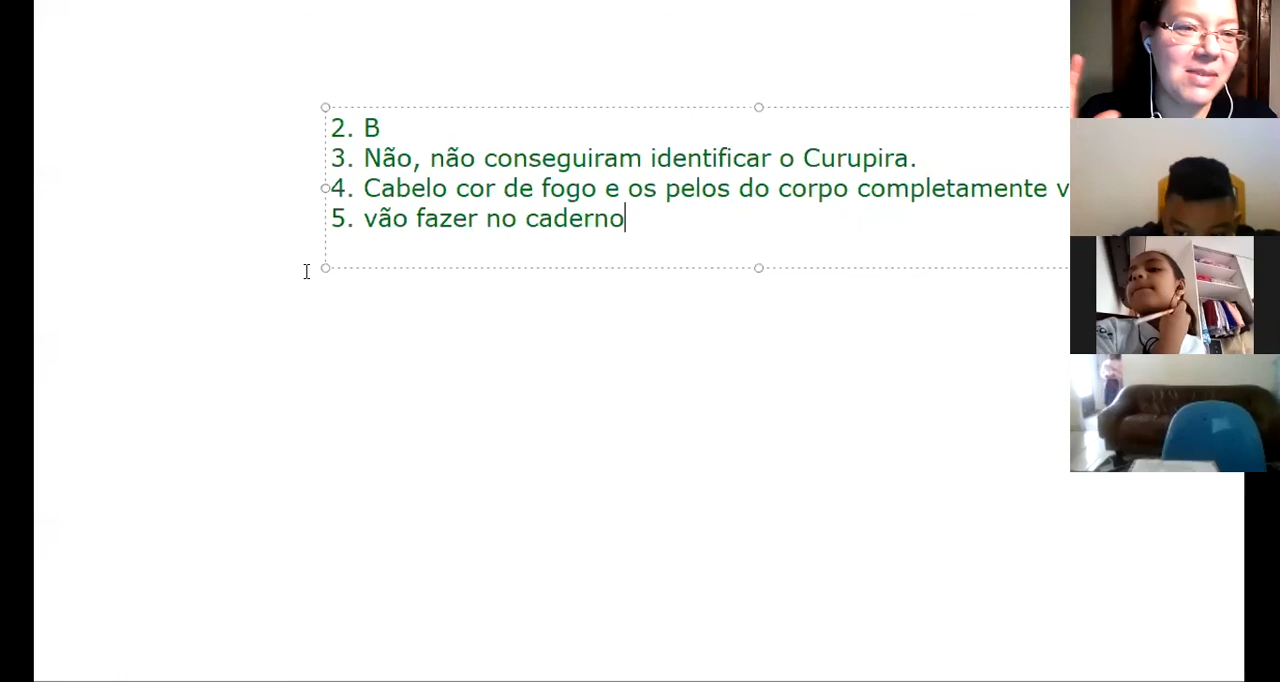 2. B
3. Não, não conseguiram identificar o Curupira.
4. Cabelo cor de fogo e os pelos do corpo completamente v
5. vão fazer no caderno